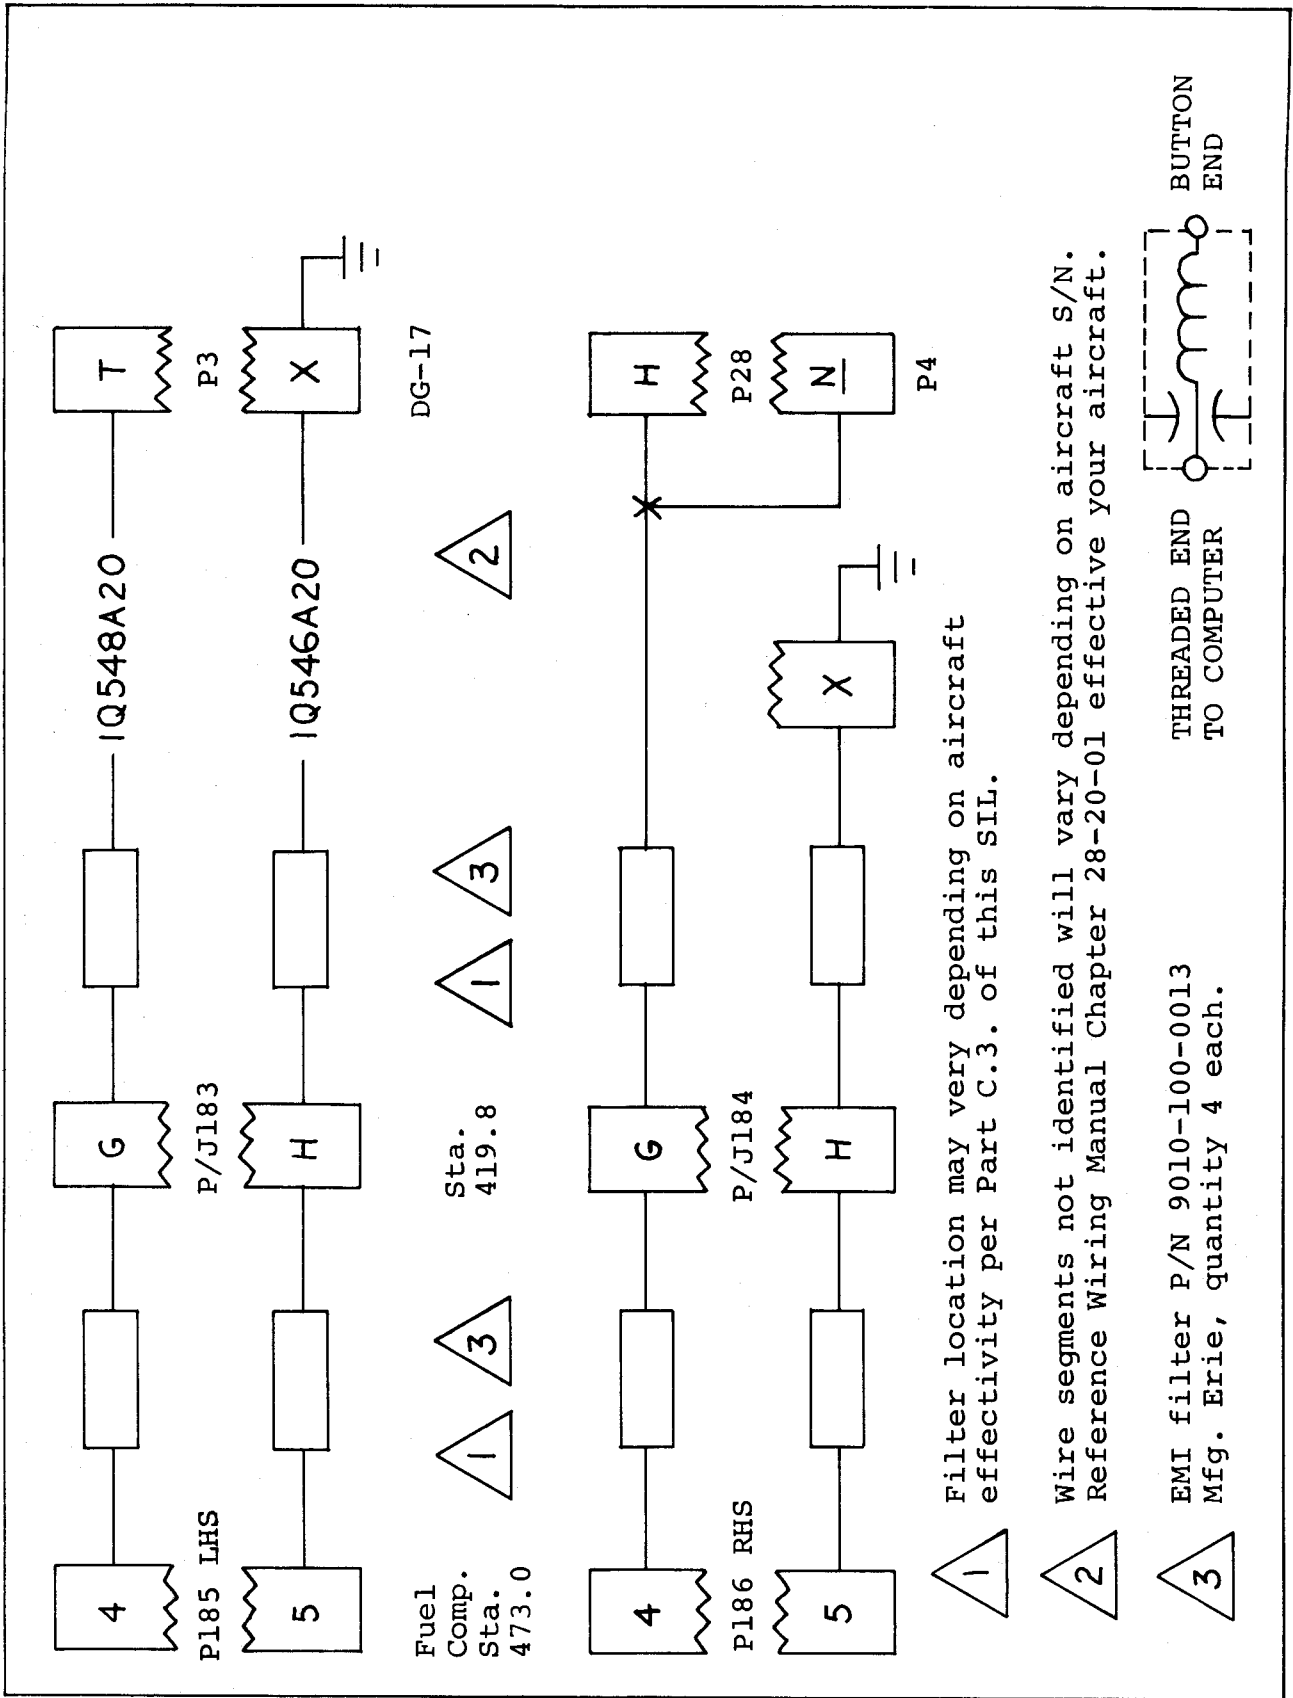 4
G
1Q548A20
T
P185 LHS
P/J183
P3
5
H
1Q546A20
X
Fuel
Comp.
Sta.
473.0
1
3
Sta.
419.8
1
3
2
DG-17
4
G
H
P186 RHS
P/J184
P28
5
H
X
N
P4
1
Filter location may very depending on aircraft
effectivity per Part C.3. of this SIL.
2
Wire segments not identified will vary depending on aircraft S/N.
Reference Wiring Manual Chapter 28-20-01 effective your aircraft.
3
EMI filter P/N 9010-100-0013
Mfg. Erie, quantity 4 each.
THREADED END
TO COMPUTER
BUTTON
END